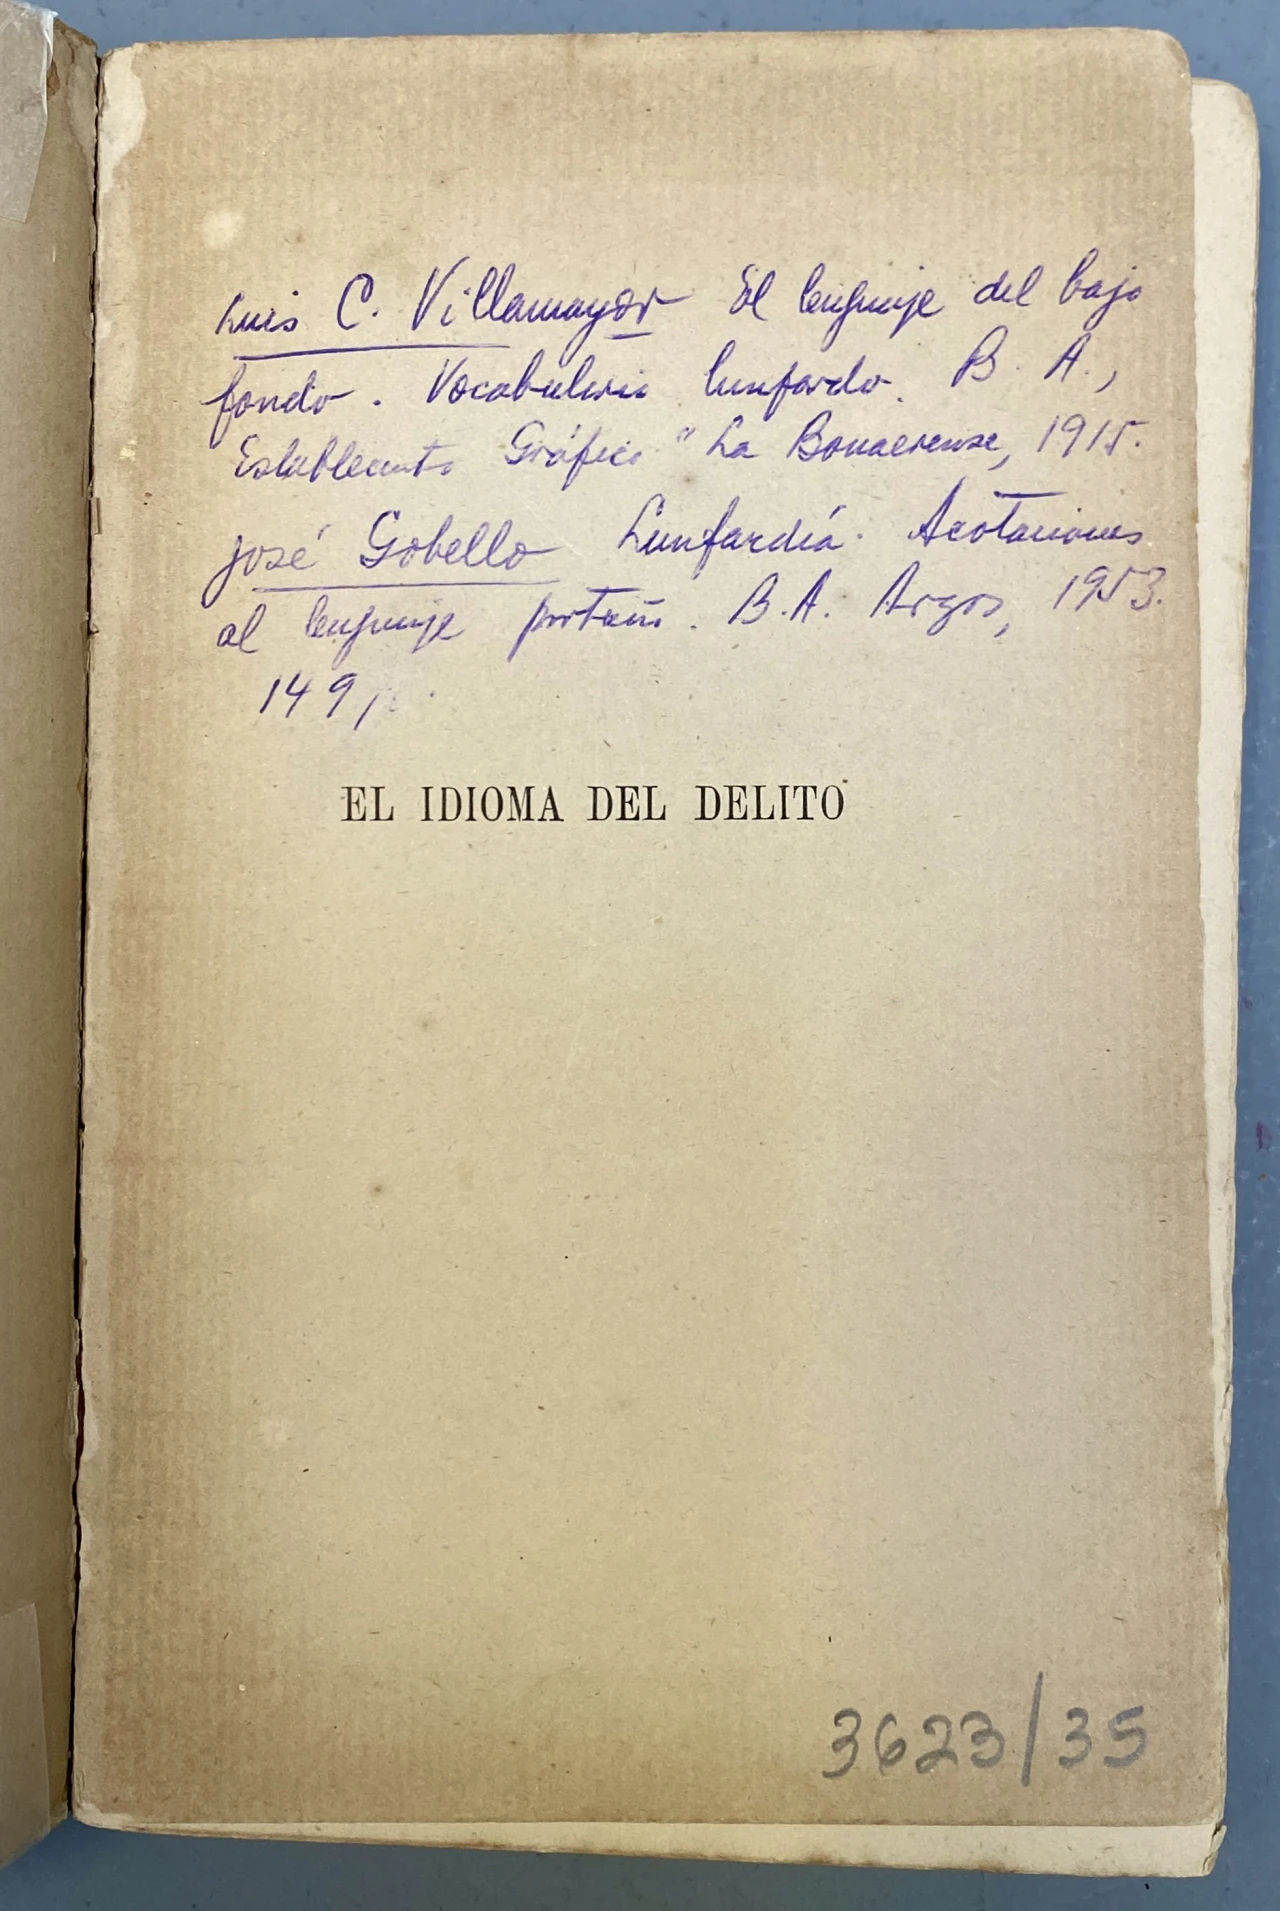 Luis C. Villamayor El lenguaje del bajo
fondo. Vocabulario lunfardo. B. A.,
Establecimto Gráfico "La Bonaerense, 1915.
José Gobello Lunfardía. Acotaciones
al lenguaje porteño. B.A. Argos, 1953.
149 p.
EL IDIOMA DEL DELITO
3623/35